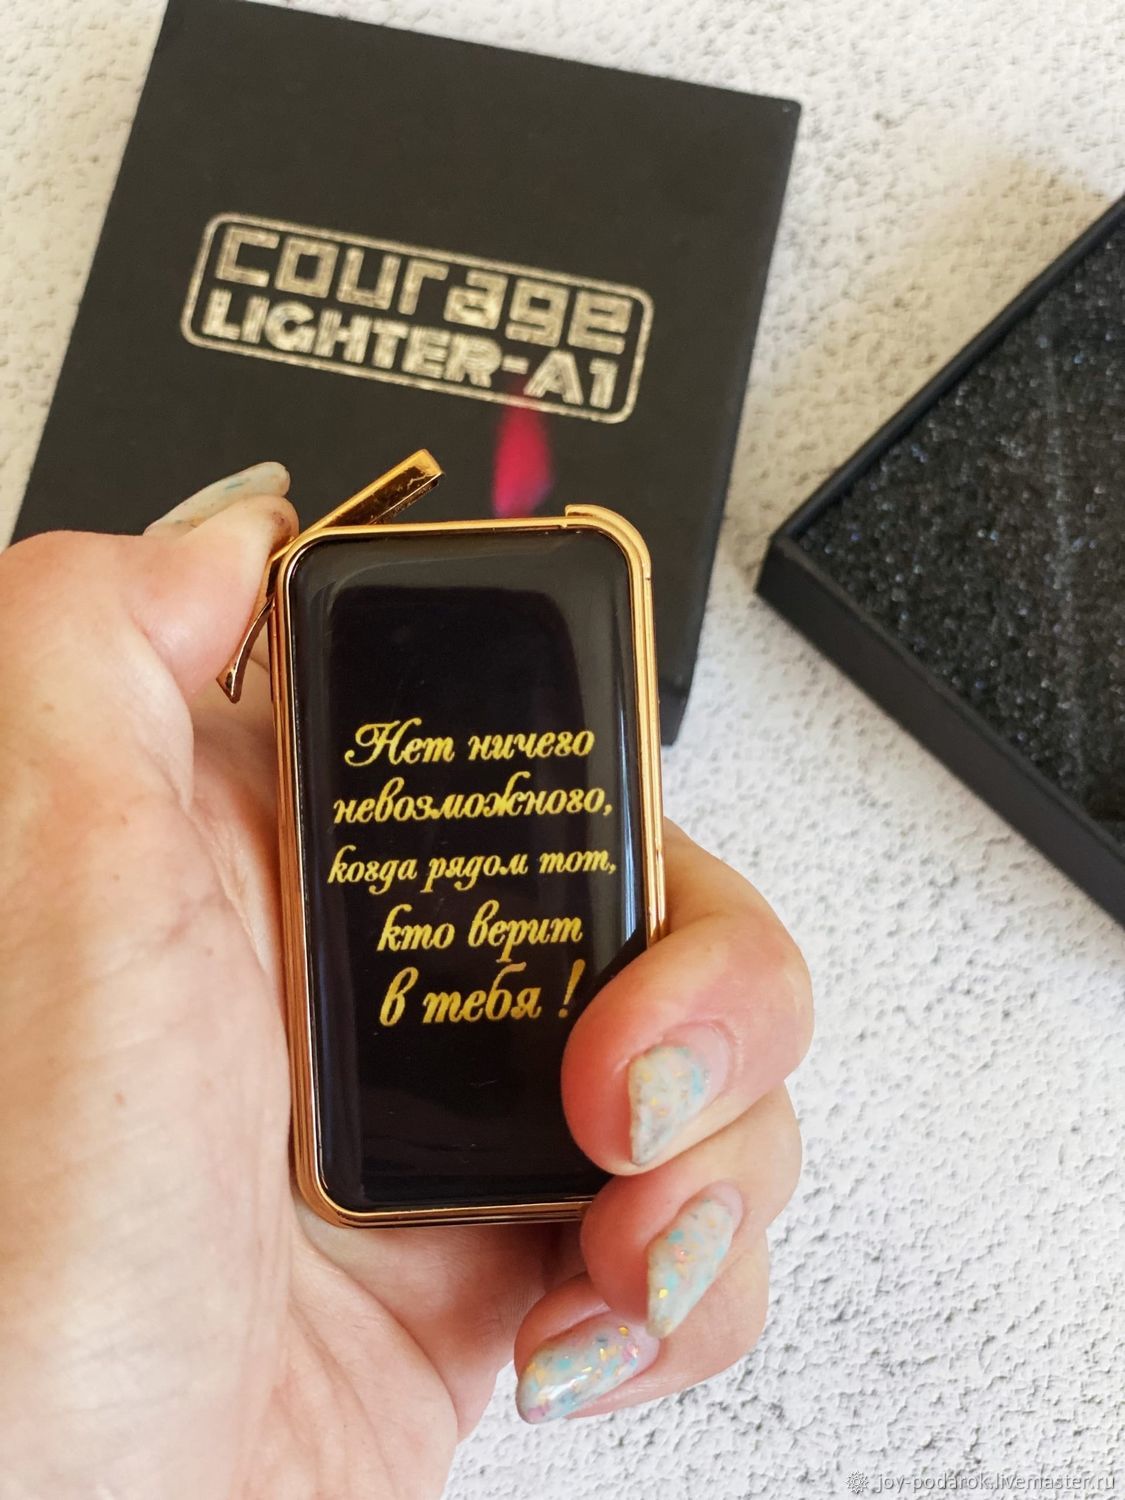 courage
LIGHTER-A1
Нет ничего
невозможного,
когда рядом тот,
кто верит
в тебя !
joy-podarok.livemaster.ru